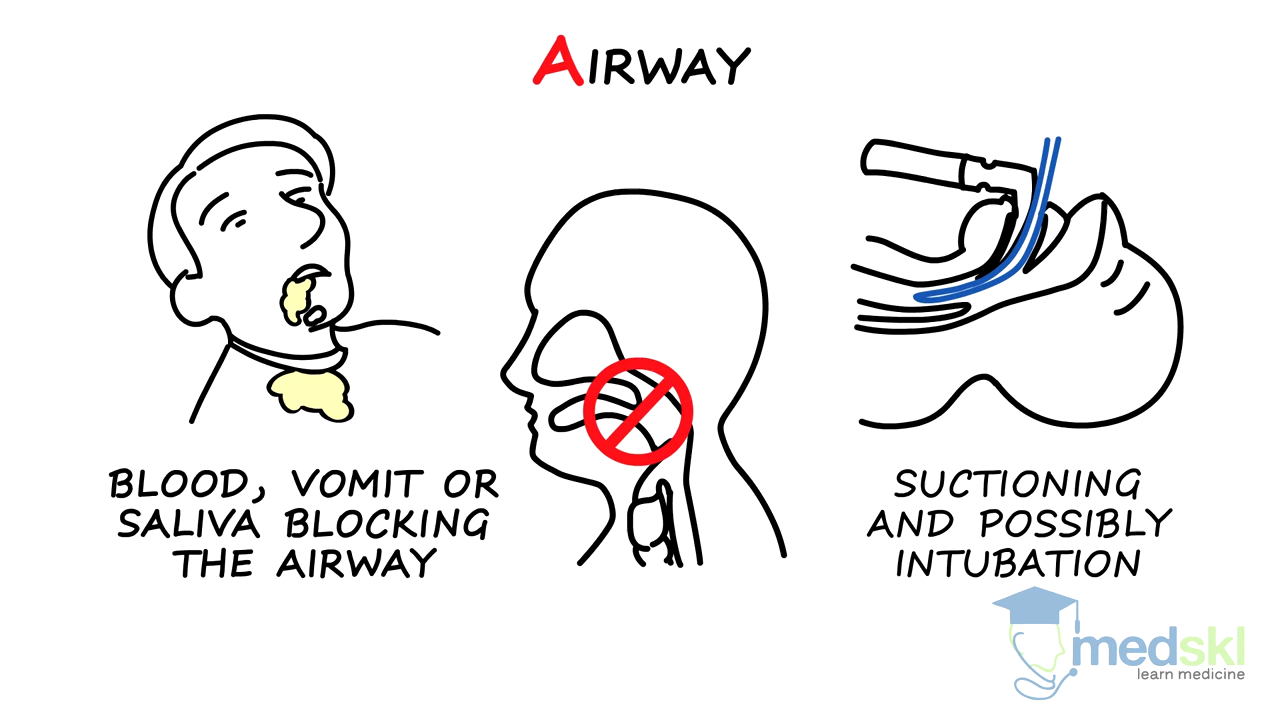 AIRWAY
BLOOD, VOMIT OR
SALIVA BLOCKING
THE AIRWAY
SUCTIONING
AND POSSIBLY
INTUBATION
medskl
learn medicine